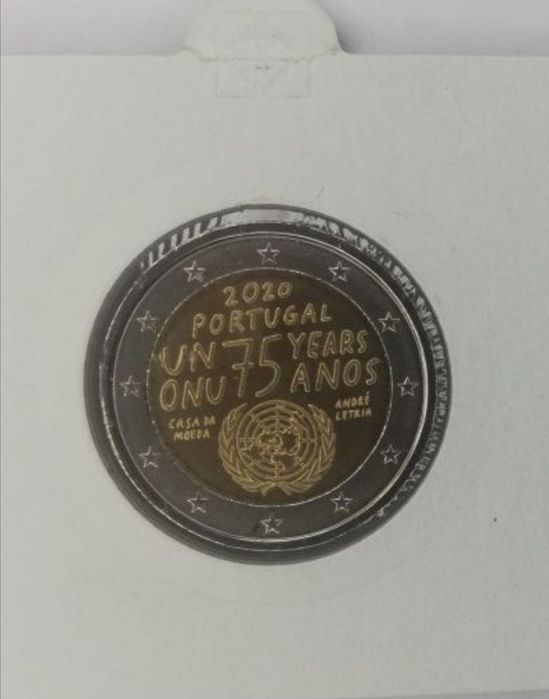 2020
PORTUGAL
UN 75 YEARS
ONU ANOS
CASA DA
MOEDA
ANDRÉ
LETRIA